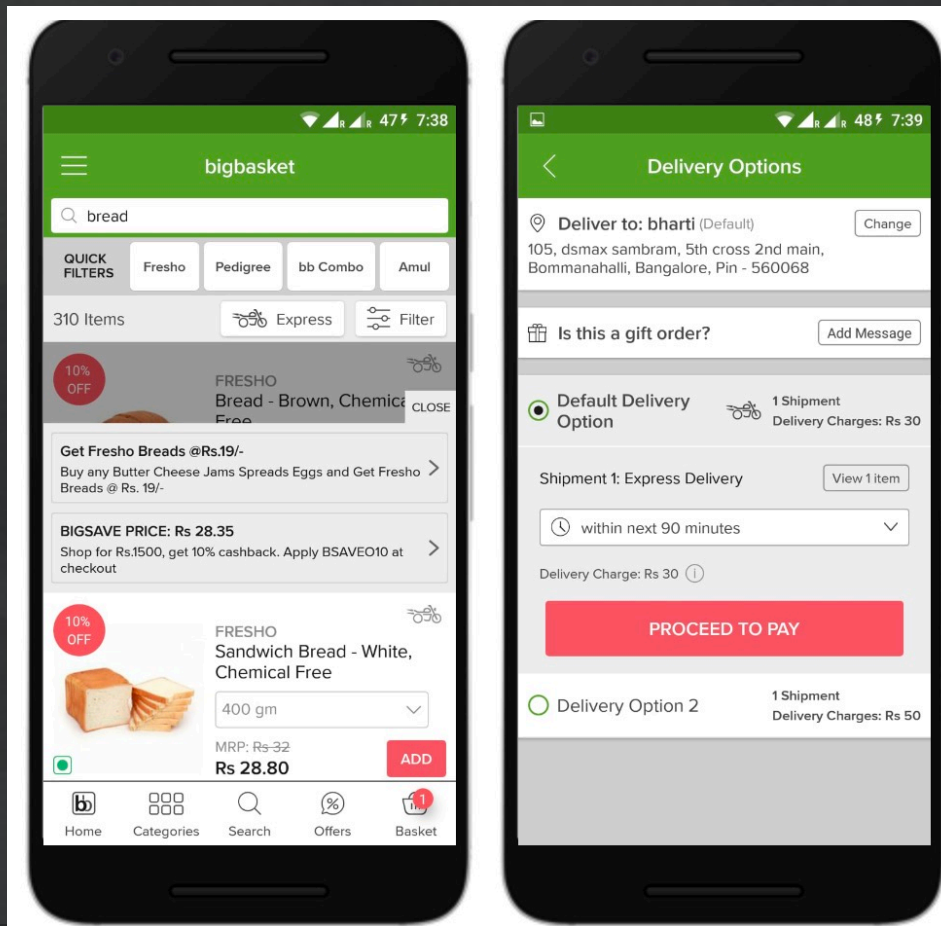 47 7:38
bigbasket
bread
QUICK
FILTERS
Fresho
Pedigree
bb Combo
Amul
310 Items
Express
Filter
10%
OFF
FRESHO
Bread - Brown, Chemica
Free
CLOSE
Get Fresho Breads @Rs.19/-
Buy any Butter Cheese Jams Spreads Eggs and Get Fresho
Breads @ Rs. 19/-
BIGSAVE PRICE: Rs 28.35
Shop for Rs.1500, get 10% cashback. Apply BSAVEO10 at
checkout
10%
OFF
FRESHO
Sandwich Bread - White,
Chemical Free
400 gm
MRP: Rs 32
Rs 28.80
ADD
bb
1
Home
Categories
Search
Offers
Basket
R R 48 7:39
Delivery Options
Deliver to: bharti (Default)
Change
105, dsmax sambram, 5th cross 2nd main,
Bommanahalli, Bangalore, Pin - 560068
Is this a gift order?
Add Message
Default Delivery
Option
1 Shipment
Delivery Charges: Rs 30
Shipment 1: Express Delivery
View 1 item
within next 90 minutes
Delivery Charge: Rs 30
PROCEED TO PAY
Delivery Option 2
1 Shipment
Delivery Charges: Rs 50